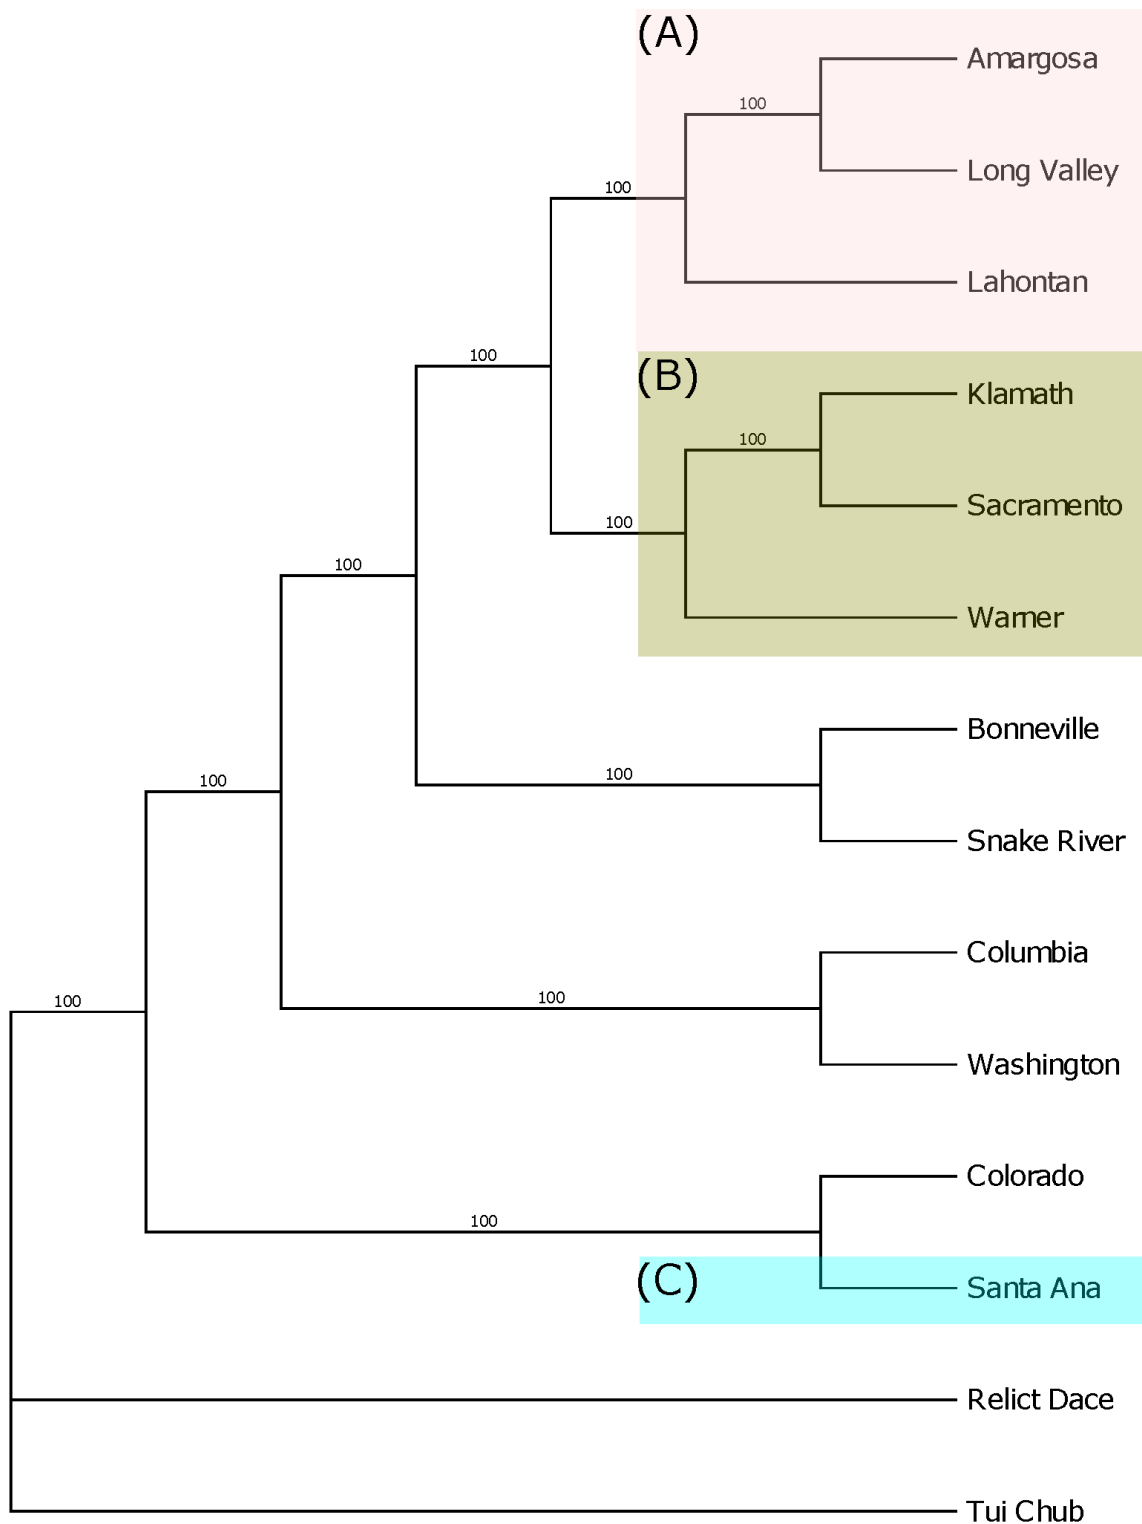 (A)
Amargosa
100
Long Valley
100
Lahontan
100
(B)
Klamath
100
Sacramento
100
100
Warner
Bonneville
100
100
Snake River
Columbia
100
100
Washington
Colorado
100
(C)
Santa Ana
Relict Dace
Tui Chub